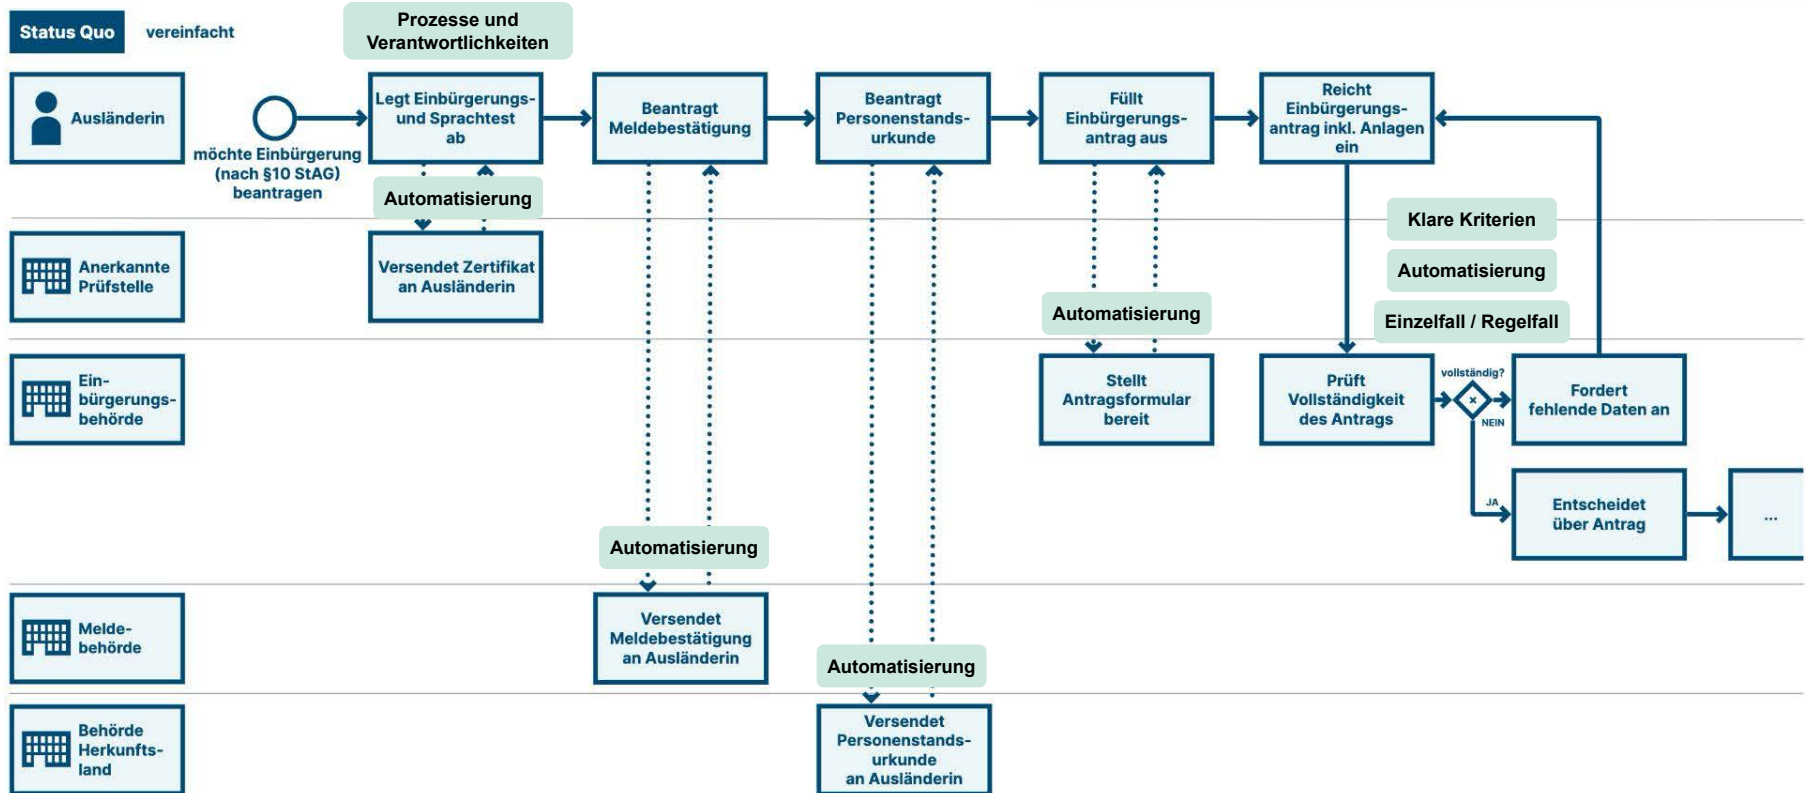 Status Quo
vereinfacht
Prozesse und
Verantwortlichkeiten
Ausländerin
möchte Einbürgerung
(nach §10 StAG)
beantragen
Legt Einbürgerungs-
und Sprachtest
ab
Beantragt
Meldebestätigung
Beantragt
Personenstands-
urkunde
Füllt
Einbürgerungs-
antrag aus
Reicht
Einbürgerungs-
antrag inkl. Anlagen
ein
Automatisierung
Klare Kriterien
Automatisierung
Einzelfall / Regelfall
Anerkannte
Prüfstelle
Versendet Zertifikat
an Ausländerin
Automatisierung
Ein-
bürgerungs-
behörde
Stellt
Antragsformular
bereit
Prüft
Vollständigkeit
des Antrags
vollständig?
NEIN
Fordert
fehlende Daten an
JA
Entscheidet
über Antrag
...
Automatisierung
Melde-
behörde
Versendet
Meldebestätigung
an Ausländerin
Automatisierung
Behörde
Herkunfts-
land
Versendet
Personenstands-
urkunde
an Ausländerin